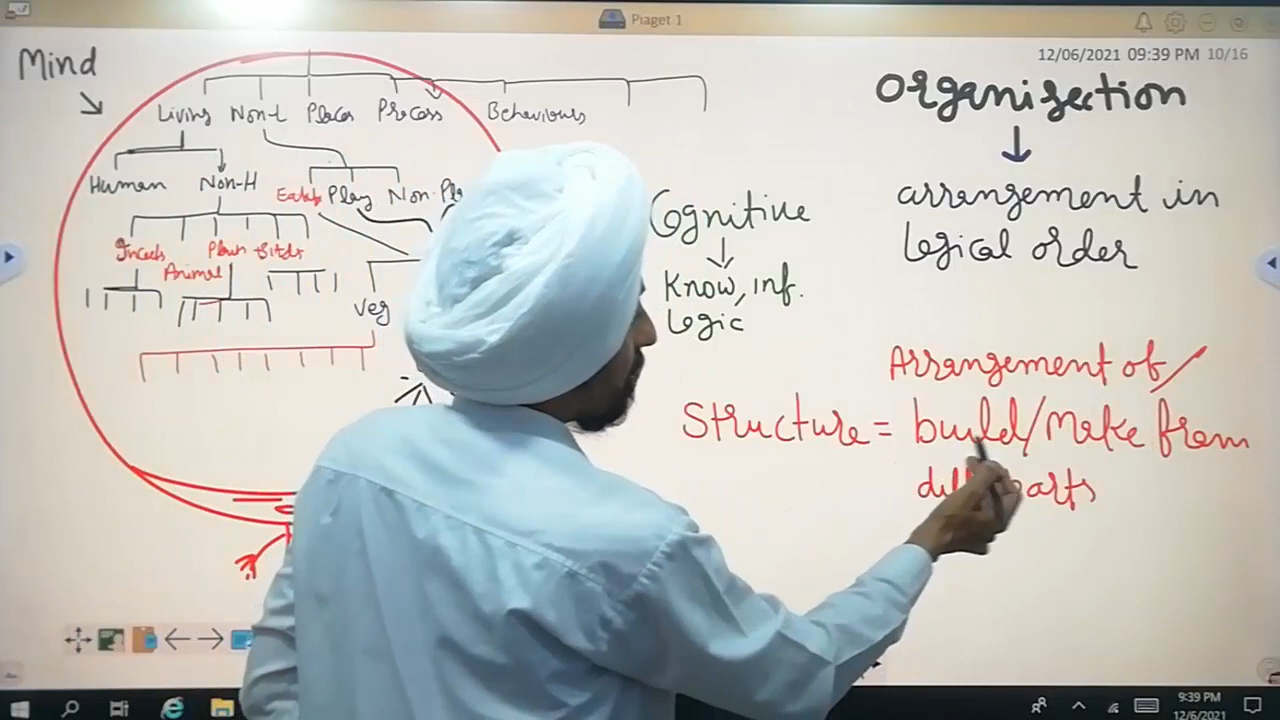 Piaget 1
12/06/2021 09:39 PM 10/16
Mind
Living Non-L Places Process Behaviours
Human Non-H
Play
Animal
Veg
Cognitive
Know, inf.
Logic
Organisection
arrangement in
Logical order
Arrangement of/
Structure = build/make from
parts
9:39 PM
12/6/2021